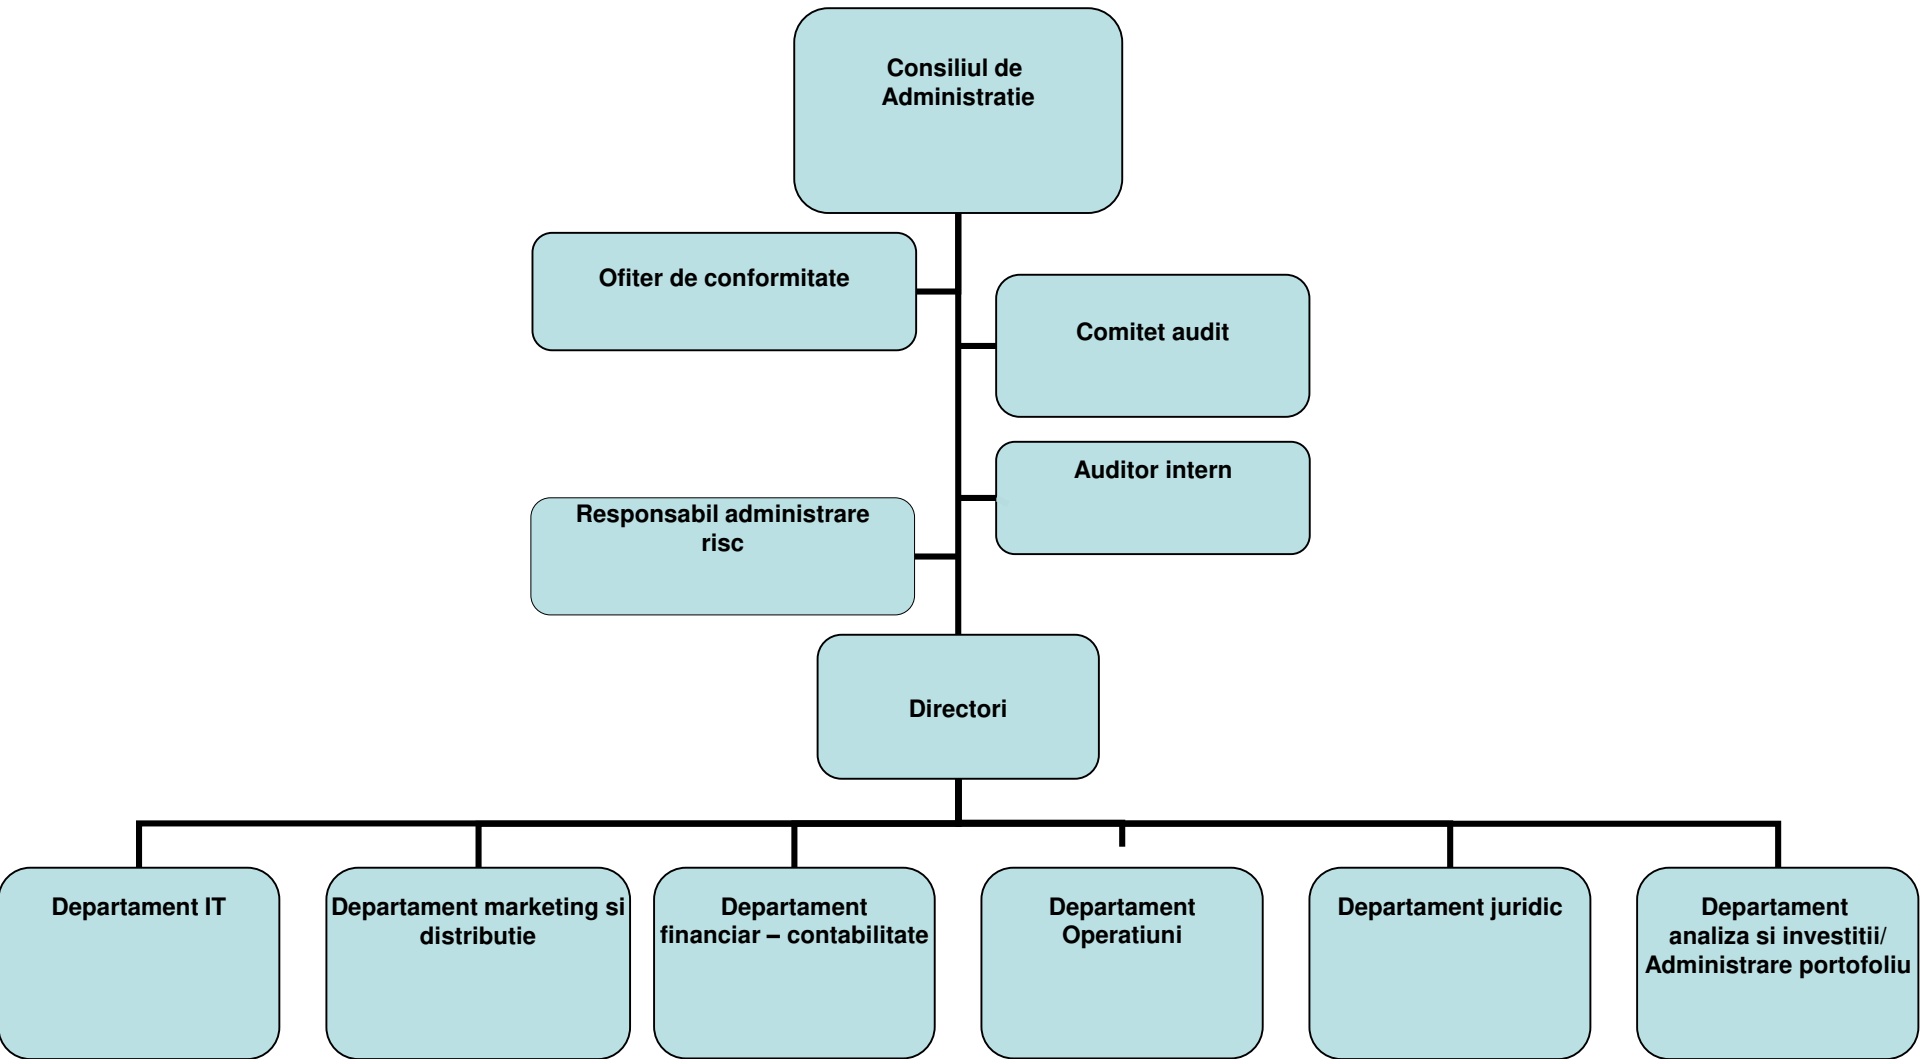 Consiliul de
Administratie
Ofiter de conformitate
Comitet audit
Auditor intern
Responsabil administrare
risc
Directori
Departament IT
Departament marketing si
distributie
Departament
financiar – contabilitate
Departament
Operatiuni
Departament juridic
Departament
analiza si investitii/
Administrare portofoliu